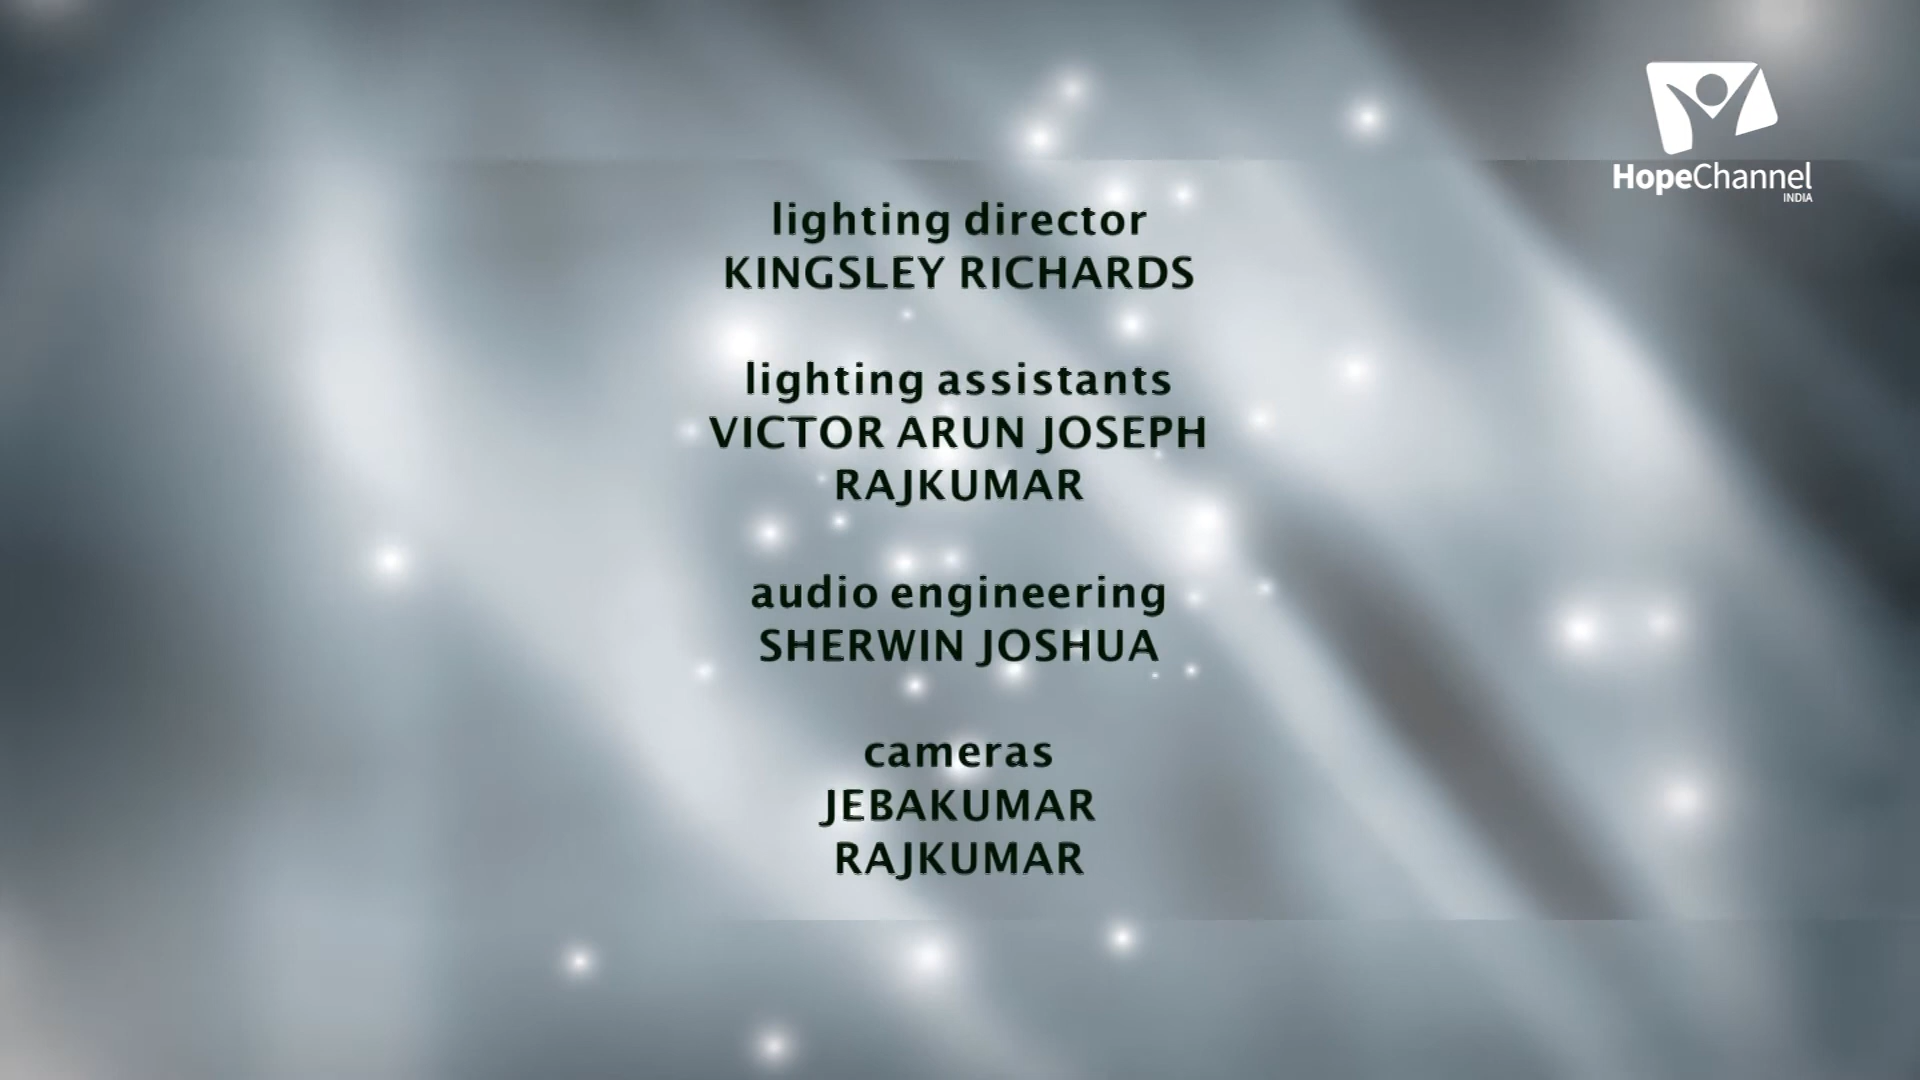 HopeChannel
INDIA
lighting director
KINGSLEY RICHARDS
lighting assistants
VICTOR ARUN JOSEPH
RAJKUMAR
audio engineering
SHERWIN JOSHUA
cameras
JEBAKUMAR
RAJKUMAR